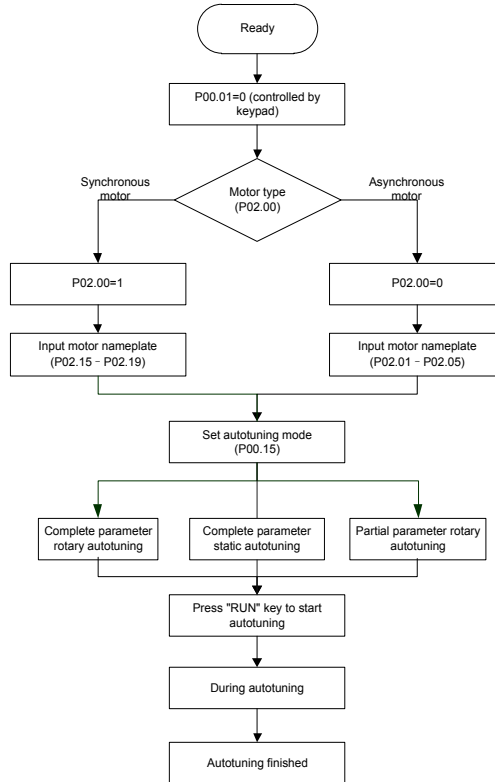 Ready
P00.01=0 (controlled by
keypad)
Synchronous
motor
Motor type
(P02.00)
Asynchronous
motor
P02.00=1
P02.00=0
Input motor nameplate
(P02.15－P02.19)
Input motor nameplate
(P02.01－P02.05)
Set autotuning mode
(P00.15)
Complete parameter
rotary autotuning
Complete parameter
static autotuning
Partial parameter rotary
autotuning
Press "RUN" key to start
autotuning
During autotuning
Autotuning finished